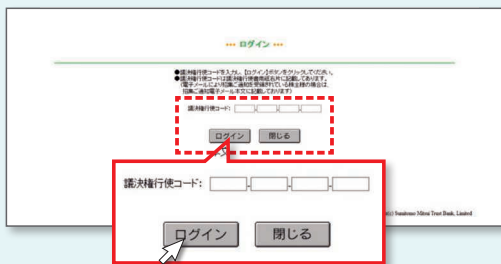 *** ログイン ***
●議決権行使コードを入力し、【ログイン】ボタンをクリックしてください。
●議決権行使コードは議決権行使書用紙右片に記載しております。
(電子メールにより招集ご通知を受領されている株主様の場合は、
招集ご通知電子メール本文に記載しております)
議決権行使コード:
ログイン 閉じる
議決権行使コード:
ログイン 閉じる
(c) Sumitomo Mitsui Trust Bank, Limited